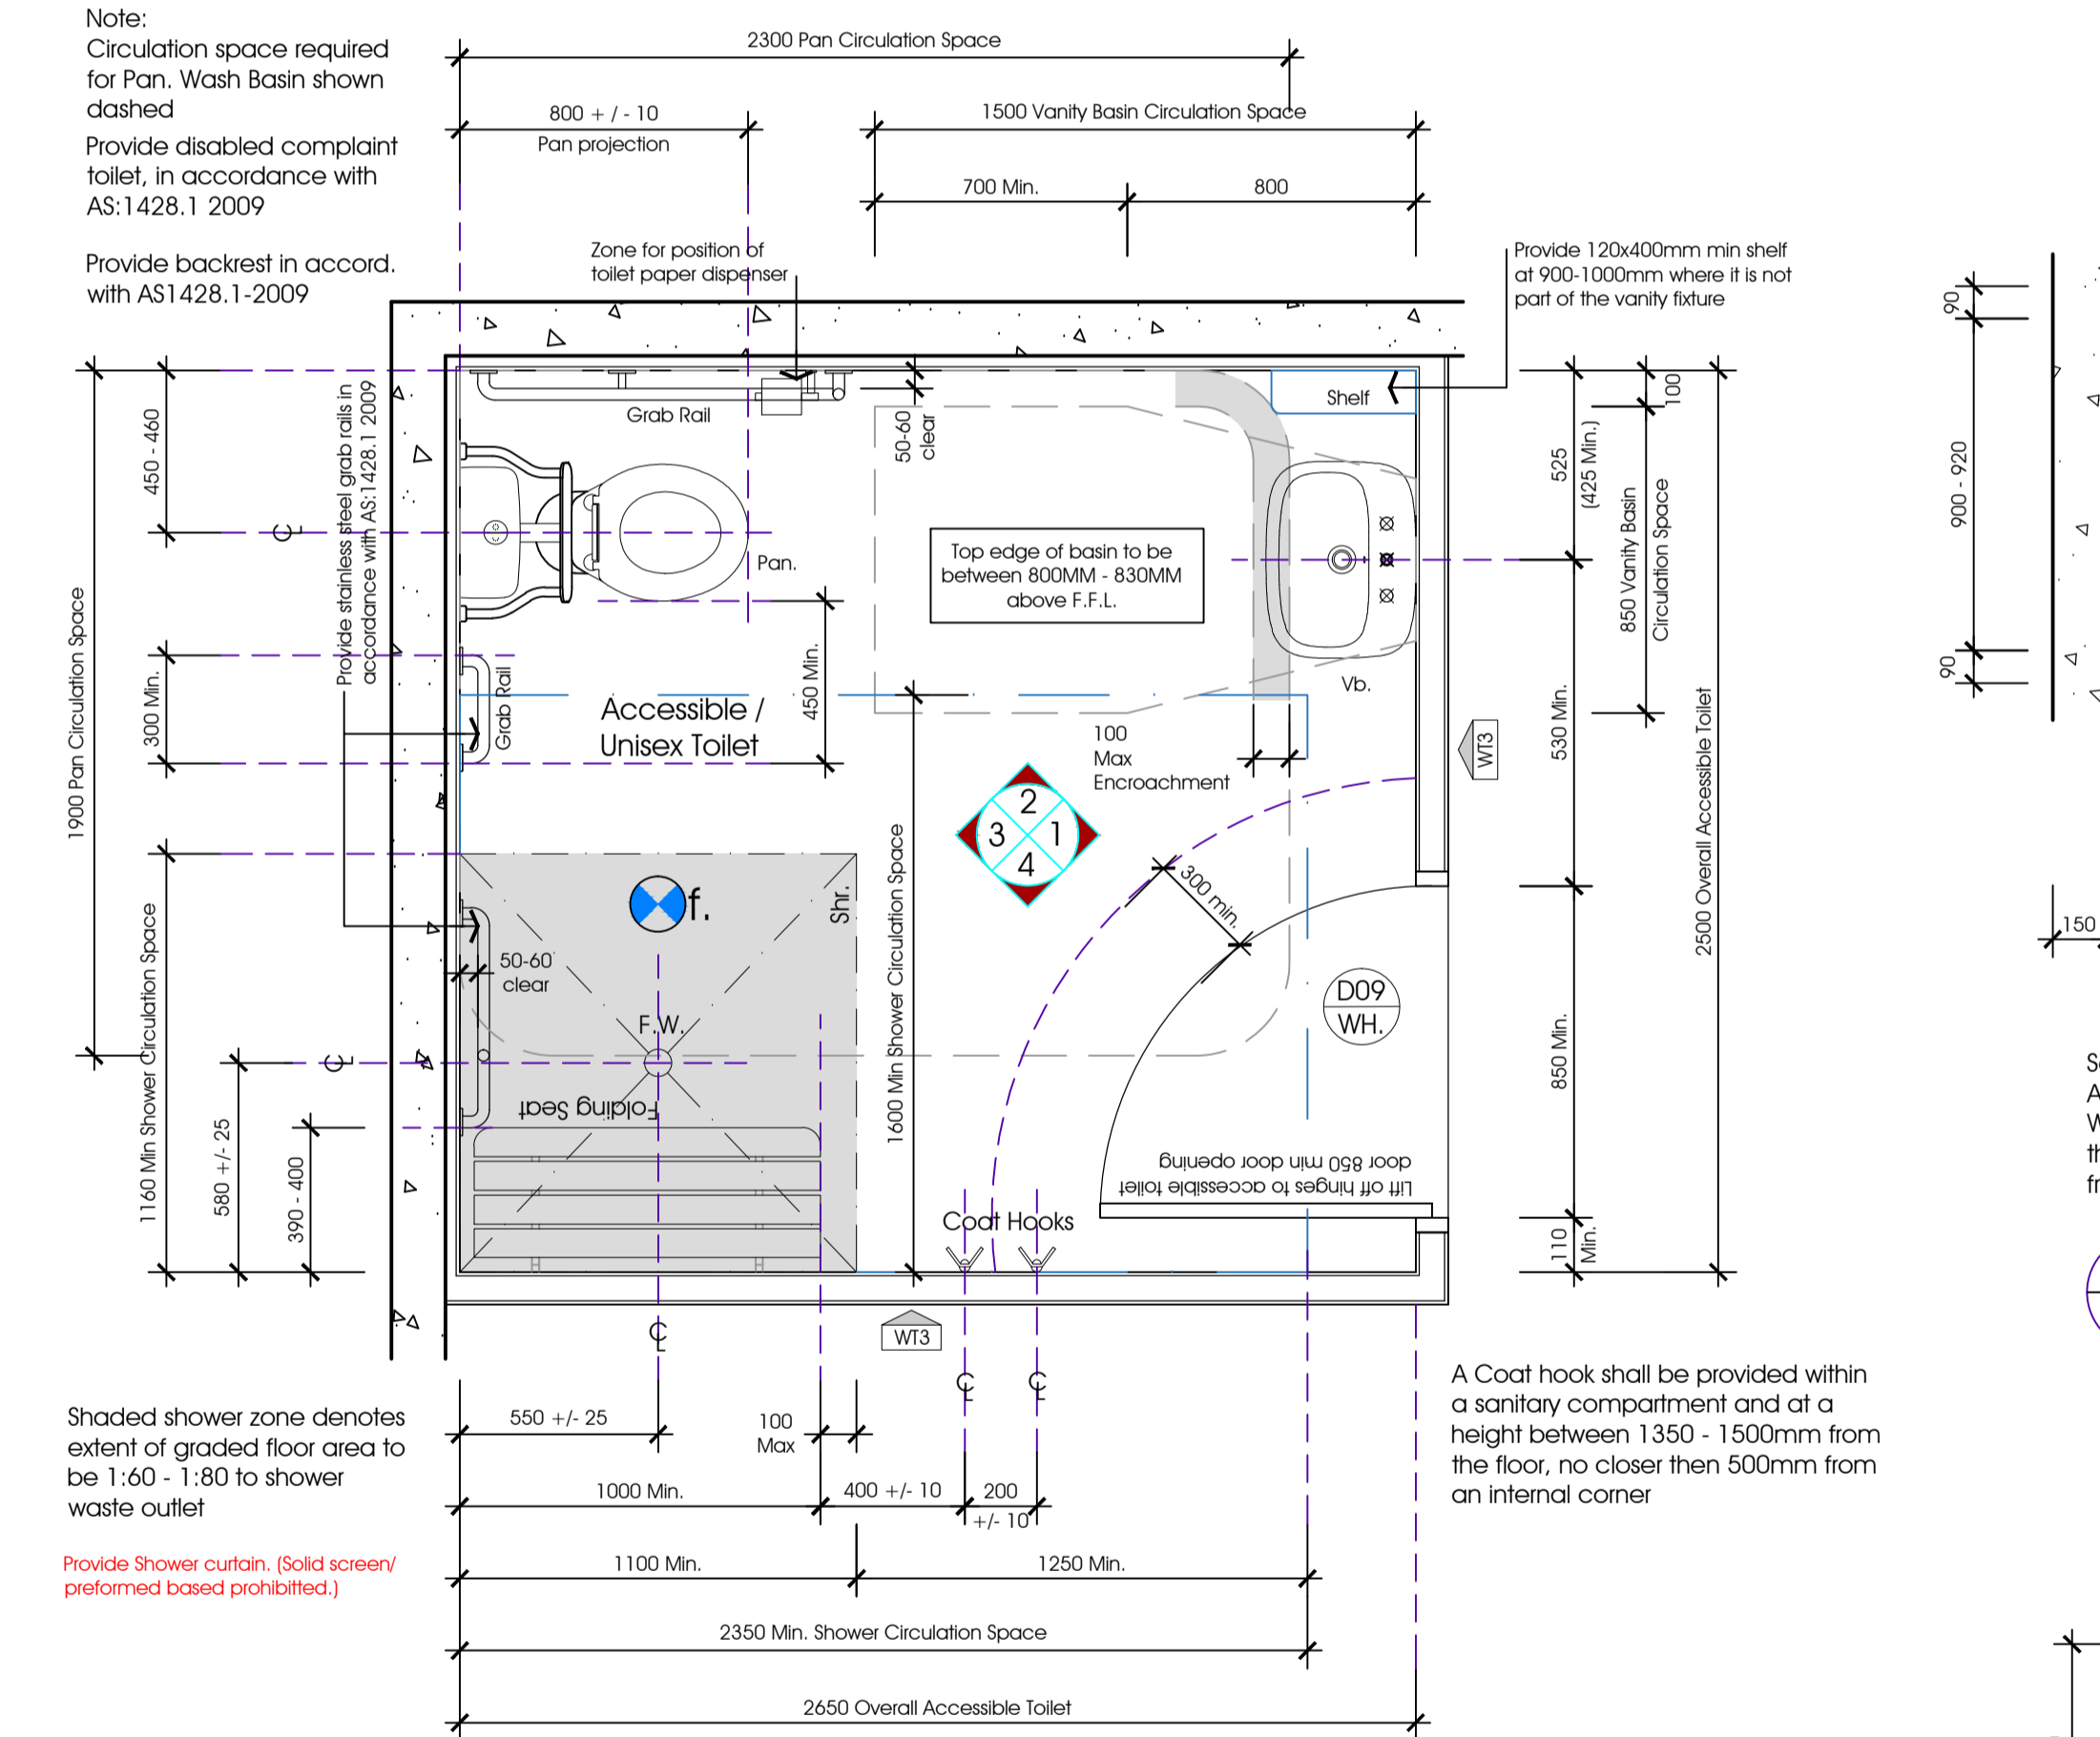 Note:
Circulation space required
for Pan. Wash Basin shown
dashed
Provide disabled complaint
toilet, in accordance with
AS:1428.1 2009
Provide backrest in accord.
with AS1428.1-2009
2300 Pan Circulation Space
800 + / - 10
Pan projection
1500 Vanity Basin Circulation Space
700 Min.
800
Zone for position of
toilet paper dispenser
Provide 120x400mm min shelf
at 900-1000mm where it is not
part of the vanity fixture
Grab Rail
50-60
clear
Shelf
Provide stainless steel grab rails in
accordance with AS:1428.1 2009
450 - 460
1900 Pan Circulation Space
300 Min.
1160 Min Shower Circulation Space
580 +/- 25
390 - 400
CL
CL
Pan.
Top edge of basin to be
between 800MM - 830MM
above F.F.L.
Grab Rail
Accessible /
Unisex Toilet
450 Min.
Vb.
100
Max
Encroachment
2
3
1
4
300 min.
1600 Min Shower Circulation Space
Shr.
f.
50-60
clear
F.W.
Folding Seat
D09
WH.
Lift off hinges to accessible toilet
door 850 min door opening
Coat Hooks
WT3
WT3
525
(425 Min.)
100
850 Vanity Basin
Circulation Space
530 Min.
2500 Overall Accessible Toilet
850 Min.
110
Min.
90
900 - 920
90
150
A
W
th
fr
CL
CL
CL
Shaded shower zone denotes
extent of graded floor area to
be 1:60 - 1:80 to shower
waste outlet
Provide Shower curtain. (Solid screen/
preformed based prohibitted.)
550 +/- 25
100
Max
1000 Min.
400 +/- 10
200
+/- 10
1100 Min.
1250 Min.
2350 Min. Shower Circulation Space
2650 Overall Accessible Toilet
A Coat hook shall be provided within
a sanitary compartment and at a
height between 1350 - 1500mm from
the floor, no closer then 500mm from
an internal corner